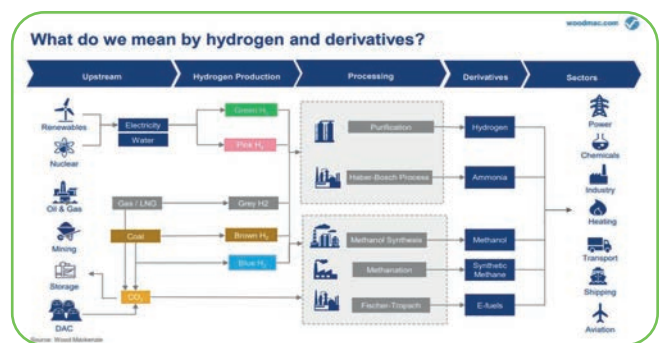 woodmac.com
What do we mean by hydrogen and derivatives?
Upstream
Hydrogen Production
Processing
Derivatives
Sectors
Renewables
Nuclear
Oil & Gas
Mining
Storage
DAC
Electricity
Water
Gas / LNG
Coal
CO₂
Green H₂
Pink H₂
Grey H2
Brown H₂
Blue H₂
Purification
Haber-Bosch Process
Methanol Synthesis
Methanation
Fischer-Tropsch
Hydrogen
Ammonia
Methanol
Synthetic
Methane
E-fuels
Power
Chemicals
Industry
Heating
Transport
Shipping
Aviation
Source: Wood Mackenzie